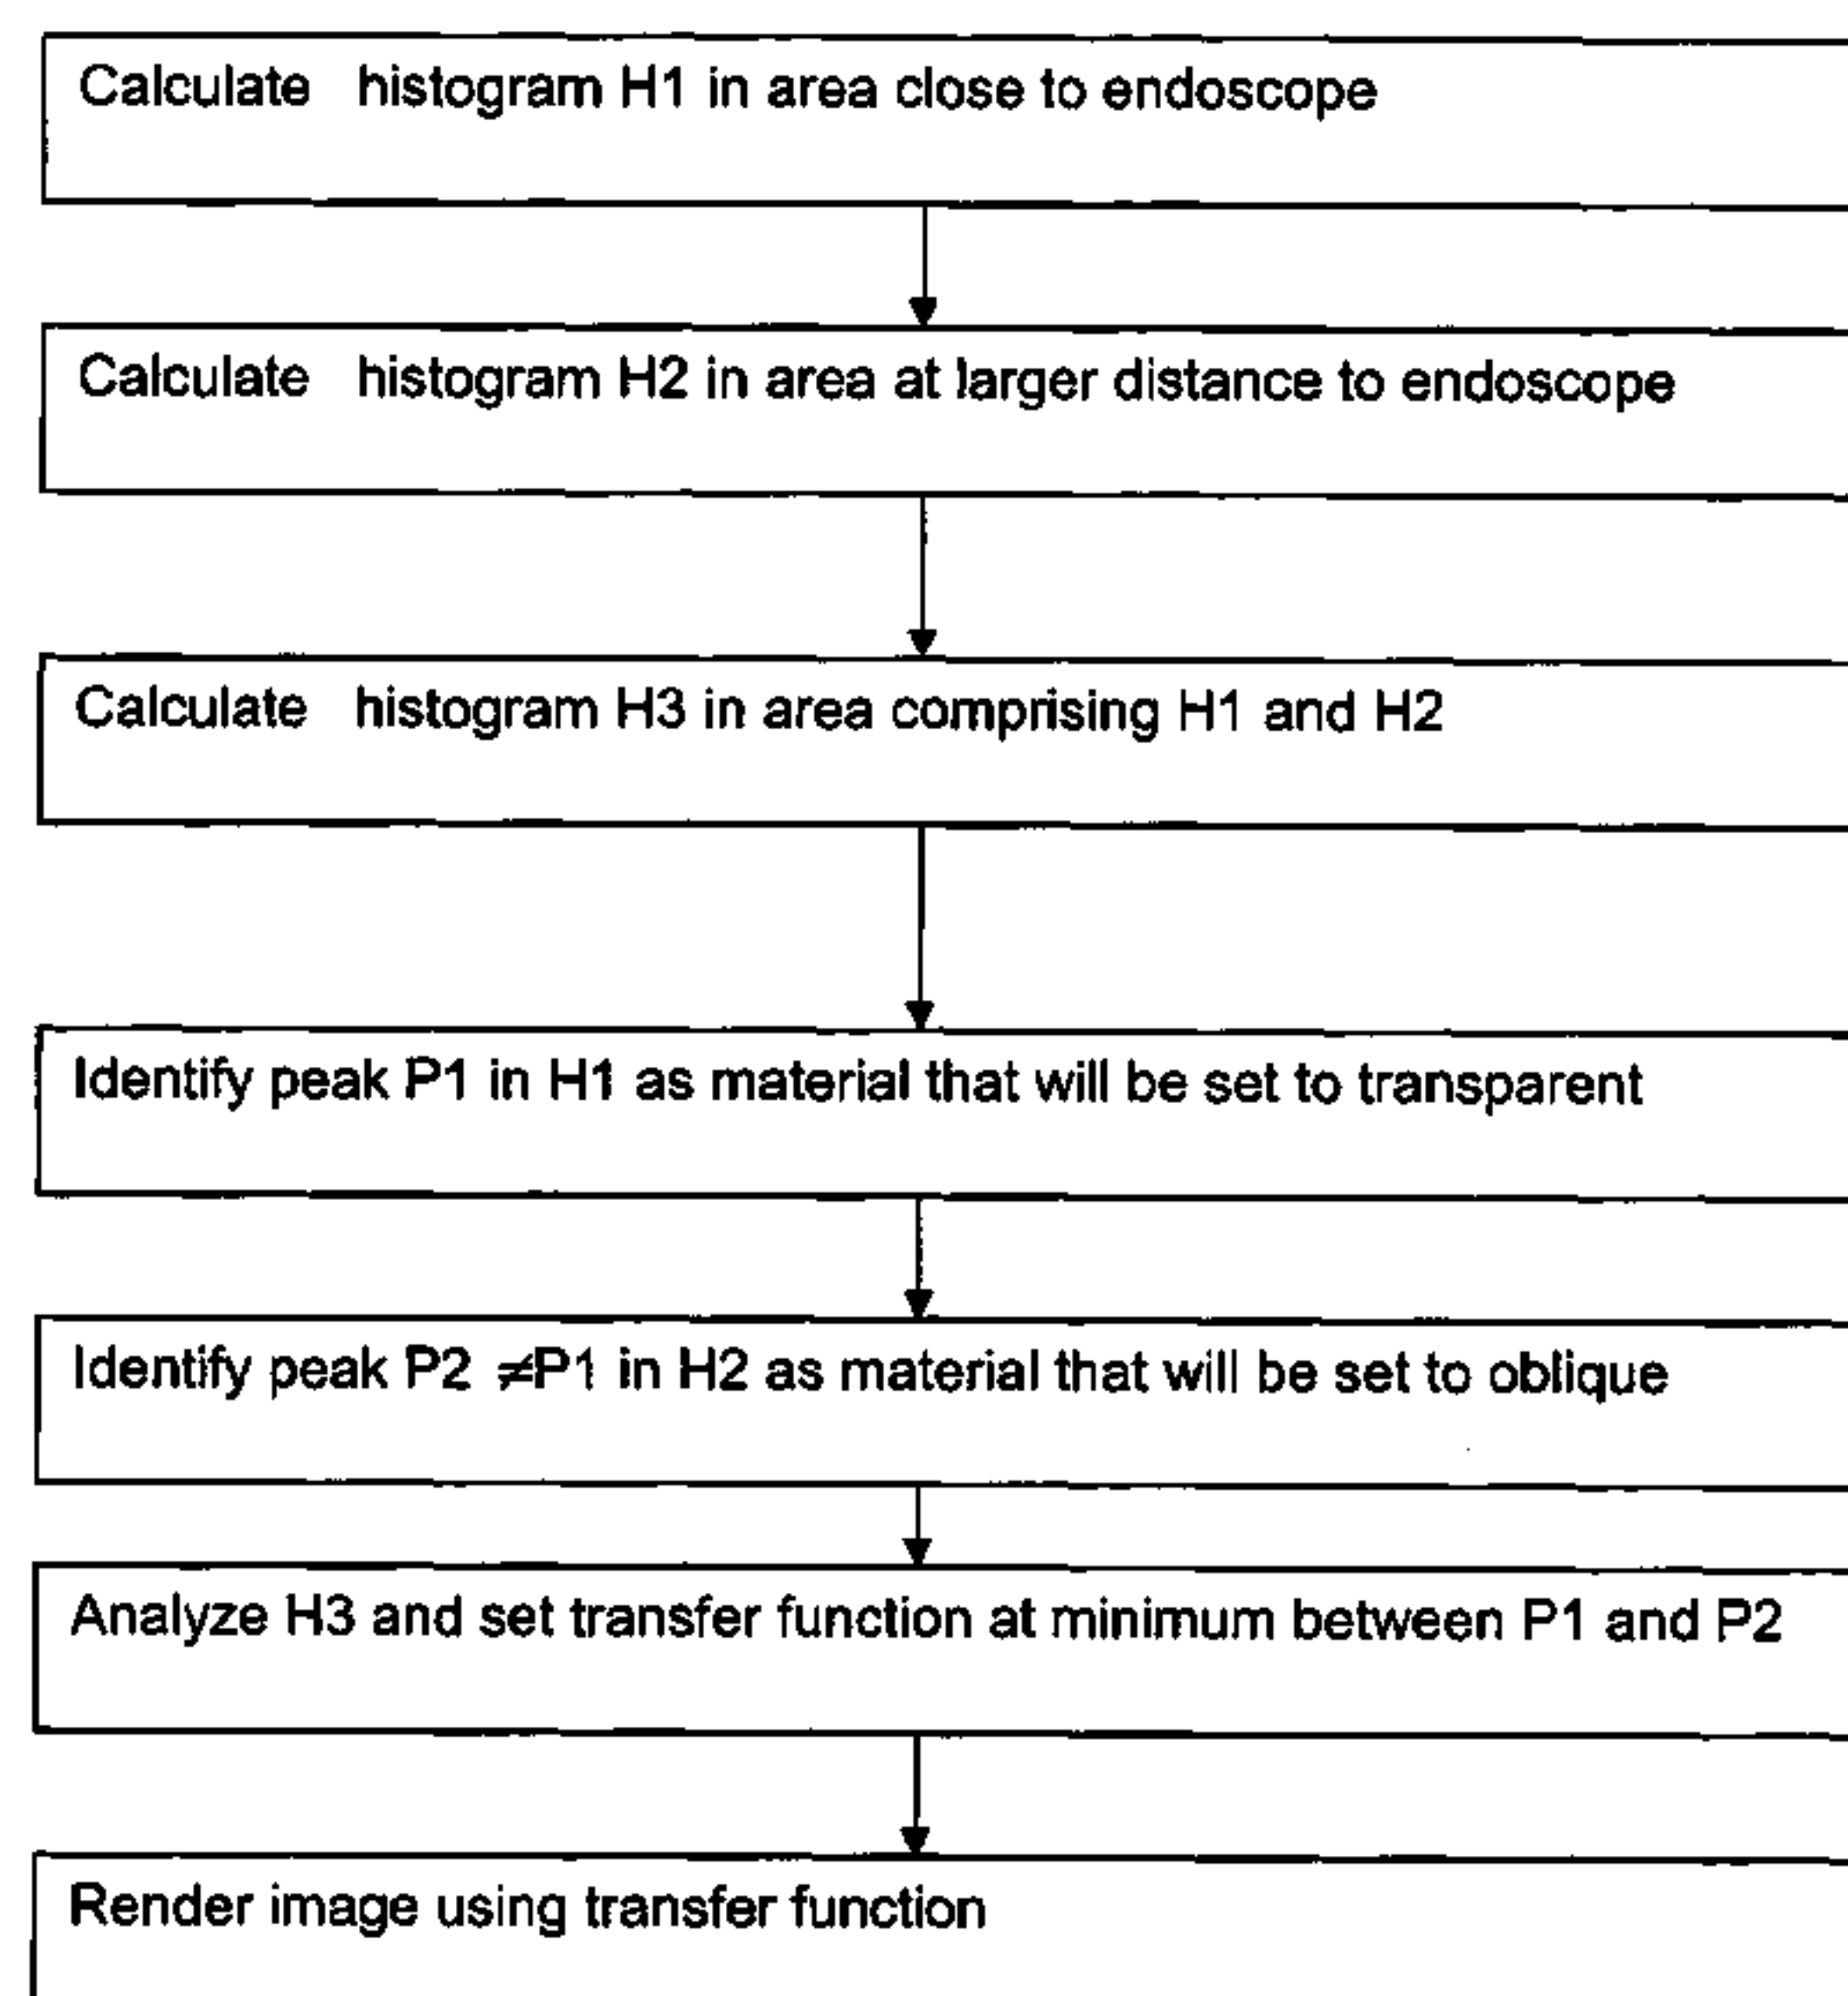 Calculate histogram H1 in area close to endoscope
Calculate histogram H2 in area at larger distance to endoscope
Calculate histogram H3 in area comprising H1 and H2
Identify peak P1 in H1 as material that will be set to transparent
Identify peak P2 ≠P1 in H2 as material that will be set to oblique
Analyze H3 and set transfer function at minimum between P1 and P2
Render image using transfer function